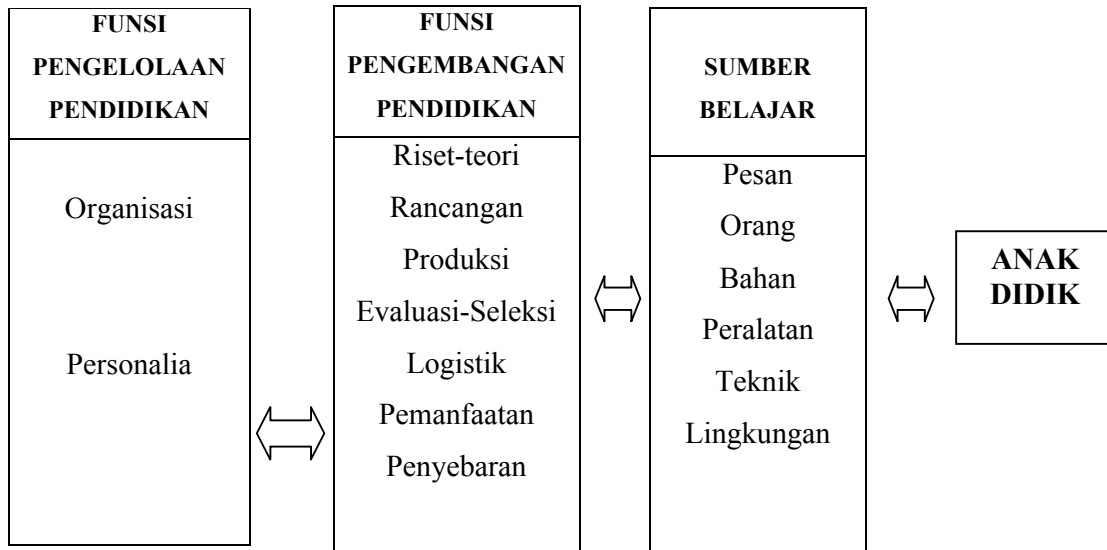 FUNSI
PENGELOLAAN
PENDIDIKAN
Organisasi
Personalia
FUNSI
PENGEMBANGAN
PENDIDIKAN
Riset-teori
Rancangan
Produksi
Evaluasi-Seleksi
Logistik
Pemanfaatan
Penyebaran
SUMBER
BELAJAR
Pesan
Orang
Bahan
Peralatan
Teknik
Lingkungan
ANAK
DIDIK